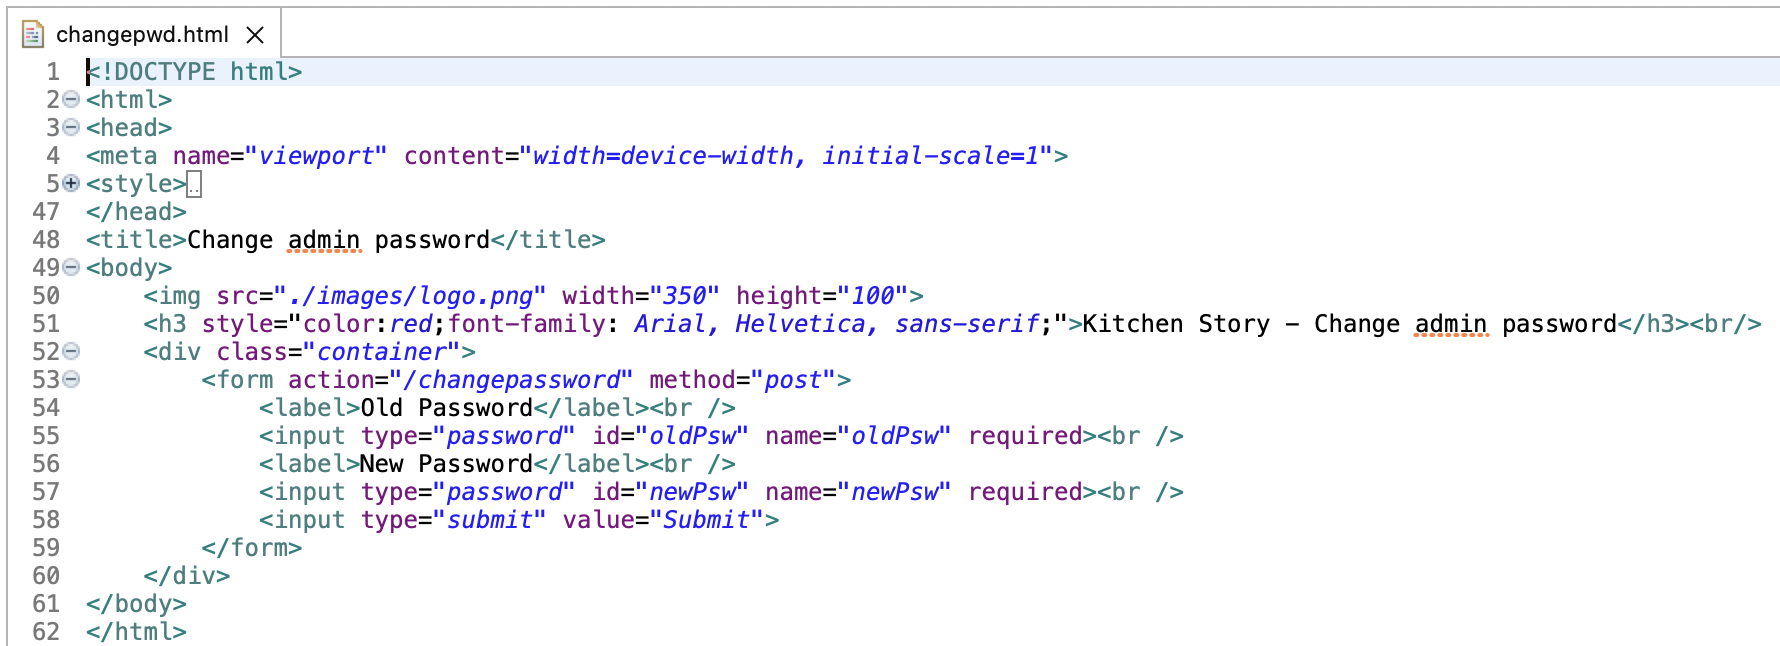 changepwd.html
1 <!DOCTYPE html>
2 <html>
3 <head>
4 <meta name="viewport" content="width=device-width, initial-scale=1">
5 <style>..
47 </head>
48 <title>Change admin password</title>
49 <body>
50     <img src="./images/logo.png" width="350" height="100">
51     <h3 style="color:red;font-family: Arial, Helvetica, sans-serif;">Kitchen Story - Change admin password</h3><br/>
52     <div class="container">
53         <form action="/changepassword" method="post">
54             <label>Old Password</label><br />
55             <input type="password" id="oldPsw" name="oldPsw" required><br />
56             <label>New Password</label><br />
57             <input type="password" id="newPsw" name="newPsw" required><br />
58             <input type="submit" value="Submit">
59         </form>
60     </div>
61 </body>
62 </html>